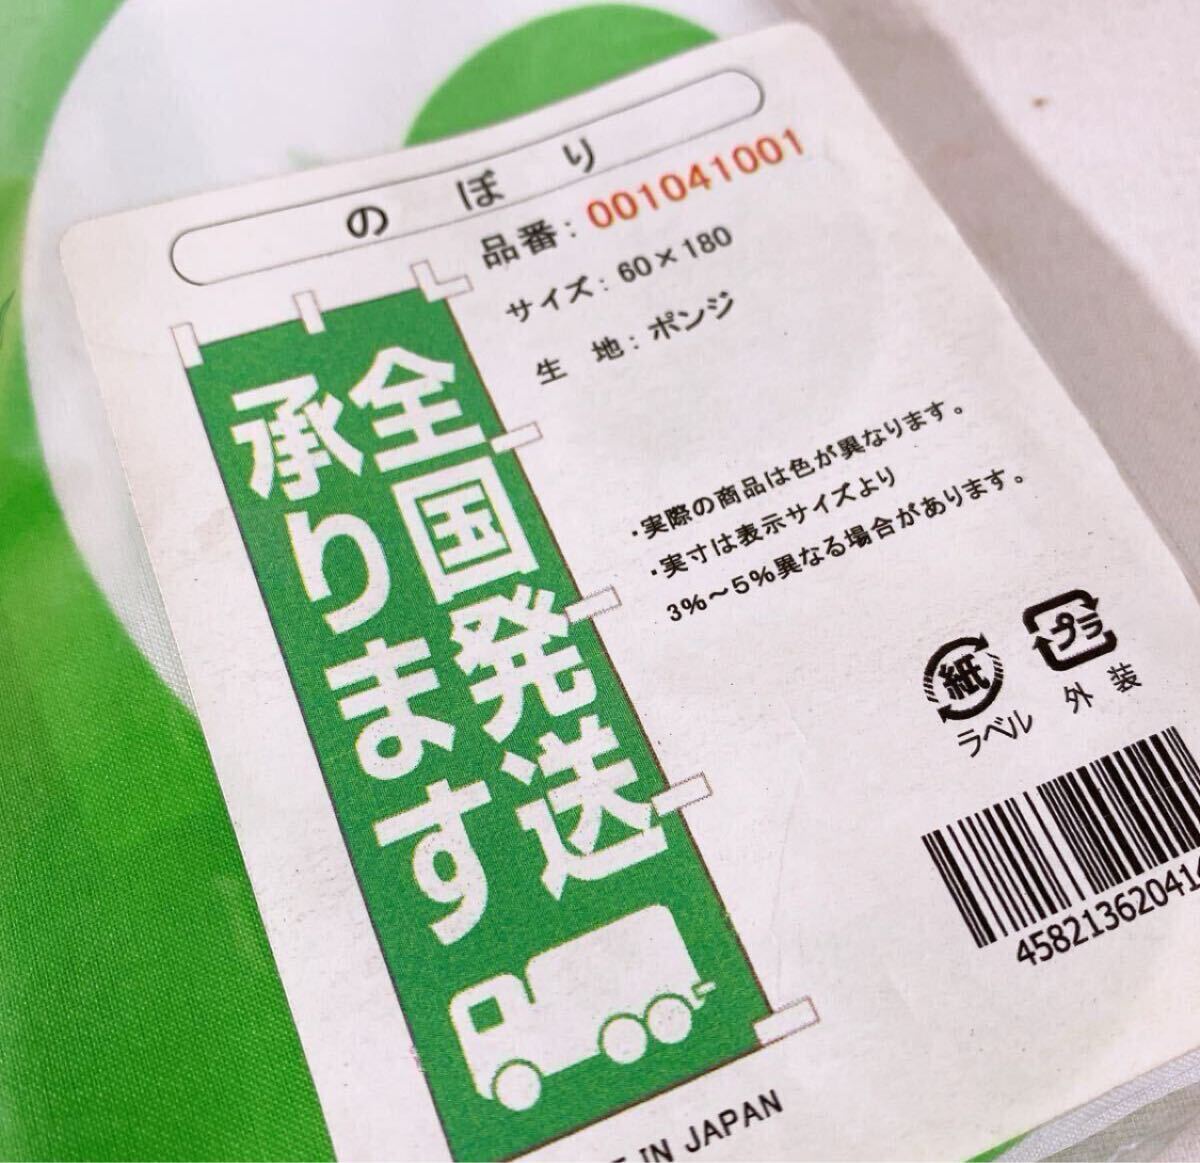 のぼり
品番：001041001
サイズ：60×180
生 地：ポンジ
全国発送
承ります
・実際の商品は色が異なります。
・実寸は表示サイズより
3%～5%異なる場合があります。
紙
ラベル
プラ
外 装
458213620414
IN JAPAN